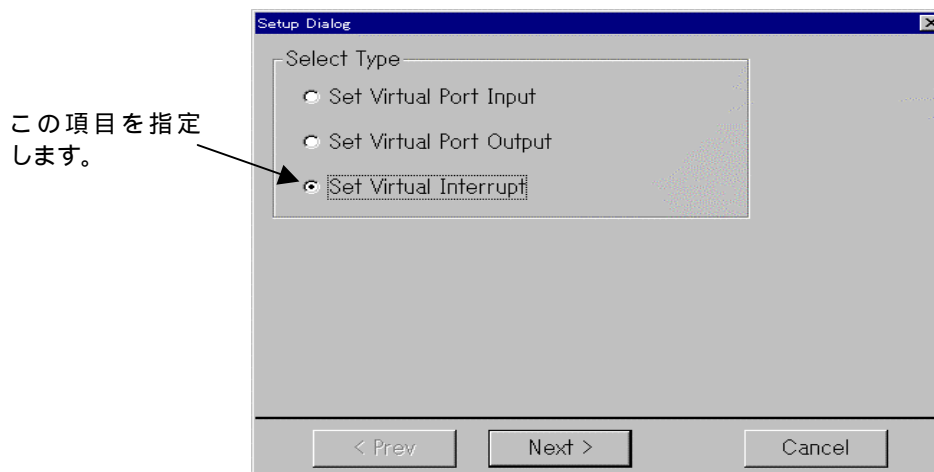 Setup Dialog
Select Type
Set Virtual Port Input
この項目を指定
します。
Set Virtual Port Output
Set Virtual Interrupt
< Prev
Next >
Cancel